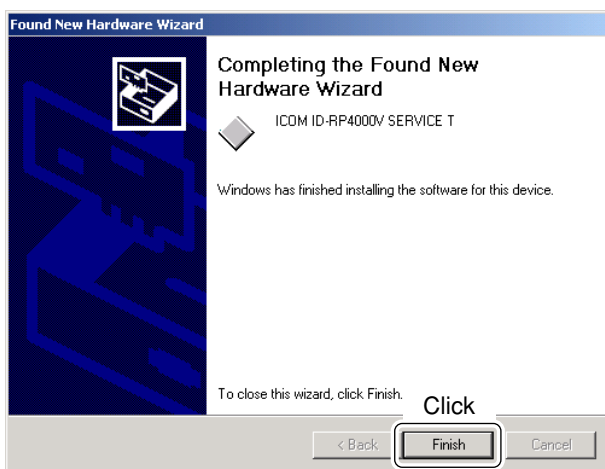 Found New Hardware Wizard
Completing the Found New
Hardware Wizard
ICOM ID-RP4000V SERVICE T
Windows has finished installing the software for this device.
To close this wizard, click Finish.
Click
< Back
Finish
Cancel